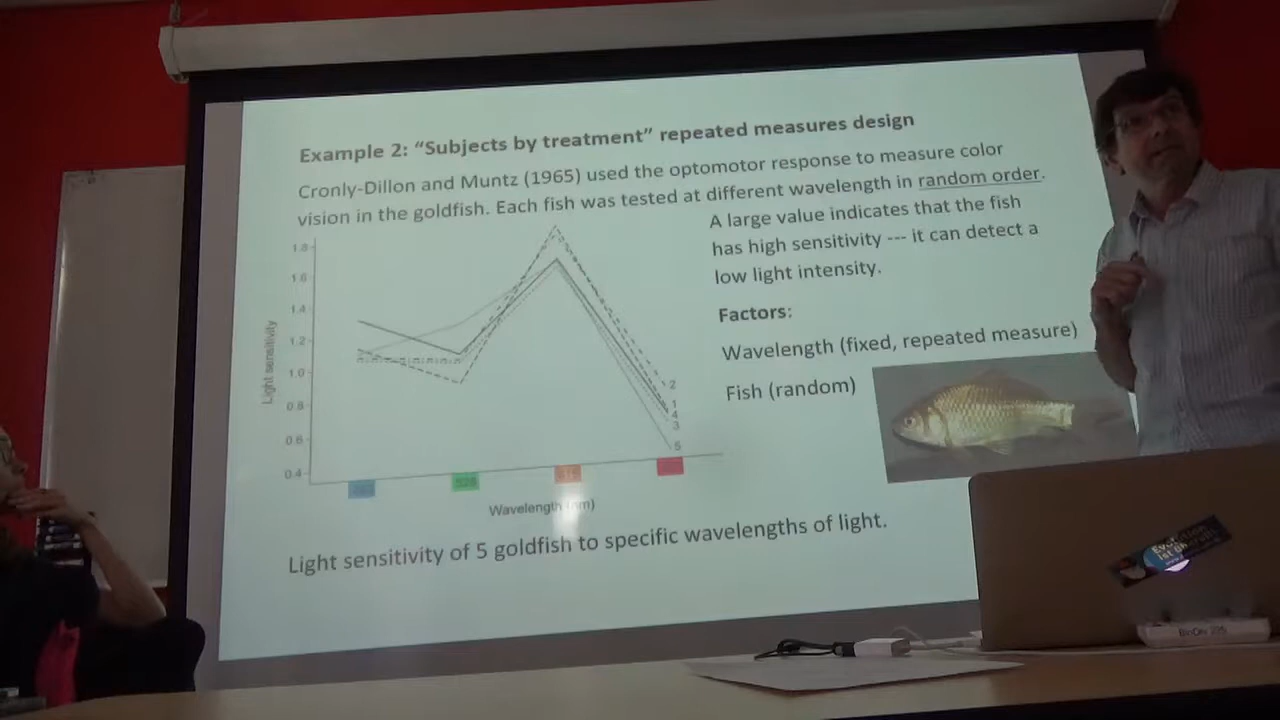 Example 2: “Subjects by treatment” repeated measures design
Cronly-Dillon and Muntz (1965) used the optomotor response to measure color
vision in the goldfish. Each fish was tested at different wavelength in random order.
A large value indicates that the fish
has high sensitivity --- it can detect a
low light intensity.
Factors:
Wavelength (fixed, repeated measure)
Fish (random)
Light sensitivity
1.8
1.6
1.4
1.2
1.0
0.8
0.6
0.4
2
1
4
3
5
Wavelength (nm)
Light sensitivity of 5 goldfish to specific wavelengths of light.
BioDiv 205